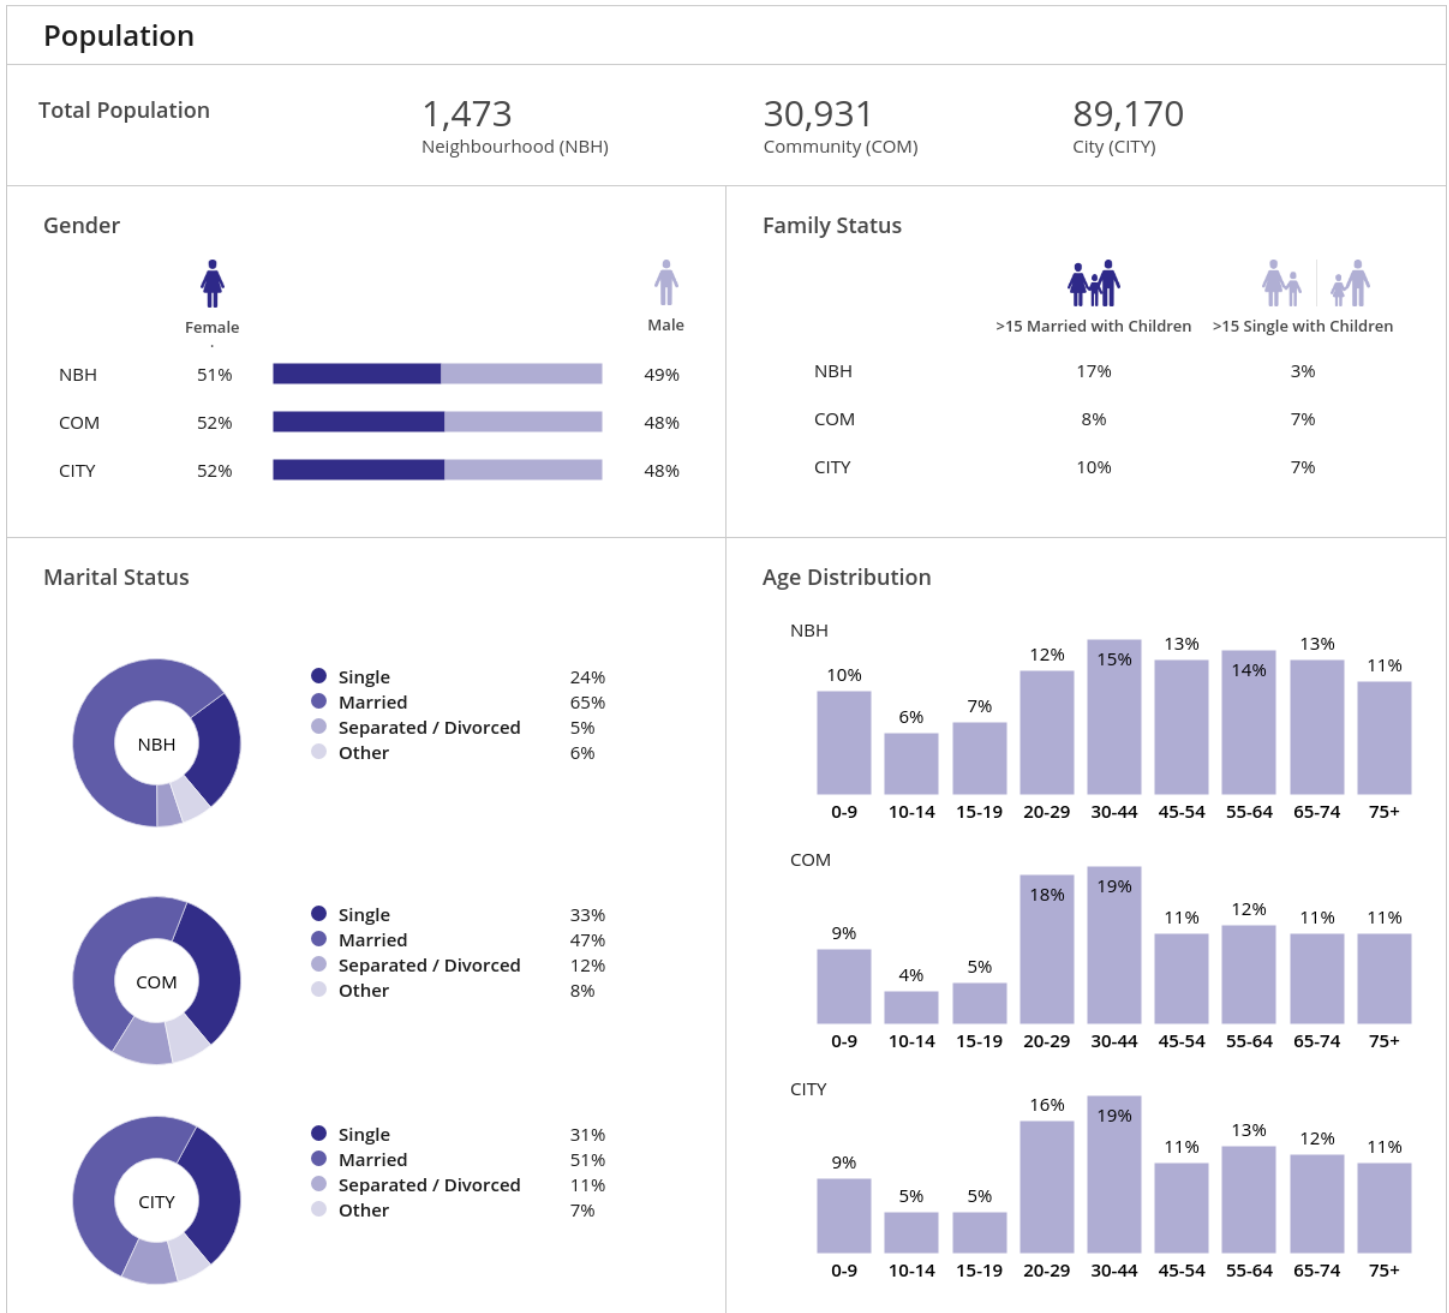 Population
Total Population
1,473
Neighbourhood (NBH)
30,931
Community (COM)
89,170
City (CITY)
Gender
Female
.
Male
NBH 51% 49%
COM 52% 48%
CITY 52% 48%
Family Status
>15 Married with Children >15 Single with Children
NBH 17% 3%
COM 8% 7%
CITY 10% 7%
Marital Status
NBH
Single 24%
Married 65%
Separated / Divorced 5%
Other 6%
COM
Single 33%
Married 47%
Separated / Divorced 12%
Other 8%
CITY
Single 31%
Married 51%
Separated / Divorced 11%
Other 7%
Age Distribution
NBH
10% 6% 7% 12% 15% 13% 14% 13% 11%
0-9 10-14 15-19 20-29 30-44 45-54 55-64 65-74 75+
COM
9% 4% 5% 18% 19% 11% 12% 11% 11%
0-9 10-14 15-19 20-29 30-44 45-54 55-64 65-74 75+
CITY
9% 5% 5% 16% 19% 11% 13% 12% 11%
0-9 10-14 15-19 20-29 30-44 45-54 55-64 65-74 75+